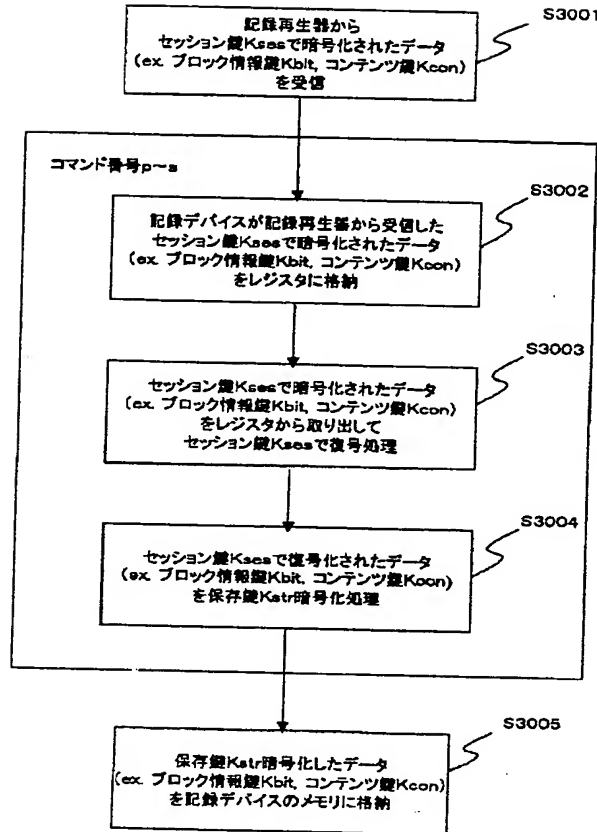 記録再生器から
セッション鍵Ksesで暗号化されたデータ
(ex. ブロック情報鍵Kbit, コンテンツ鍵Kcon)
を受信
S3001
コマンド番号p～s
記録デバイスが記録再生器から受信した
セッション鍵Ksesで暗号化されたデータ
(ex. ブロック情報鍵Kbit, コンテンツ鍵Kcon)
をレジスタに格納
S3002
セッション鍵Ksesで暗号化されたデータ
(ex. ブロック情報鍵Kbit, コンテンツ鍵Kcon)
をレジスタから取り出して
セッション鍵Ksesで復号処理
S3003
セッション鍵Ksesで復号化されたデータ
(ex. ブロック情報鍵Kbit, コンテンツ鍵Kcon)
を保存鍵Kstr暗号化処理
S3004
保存鍵Kstr暗号化したデータ
(ex. ブロック情報鍵Kbit, コンテンツ鍵Kcon)
を記録デバイスのメモリに格納
S3005